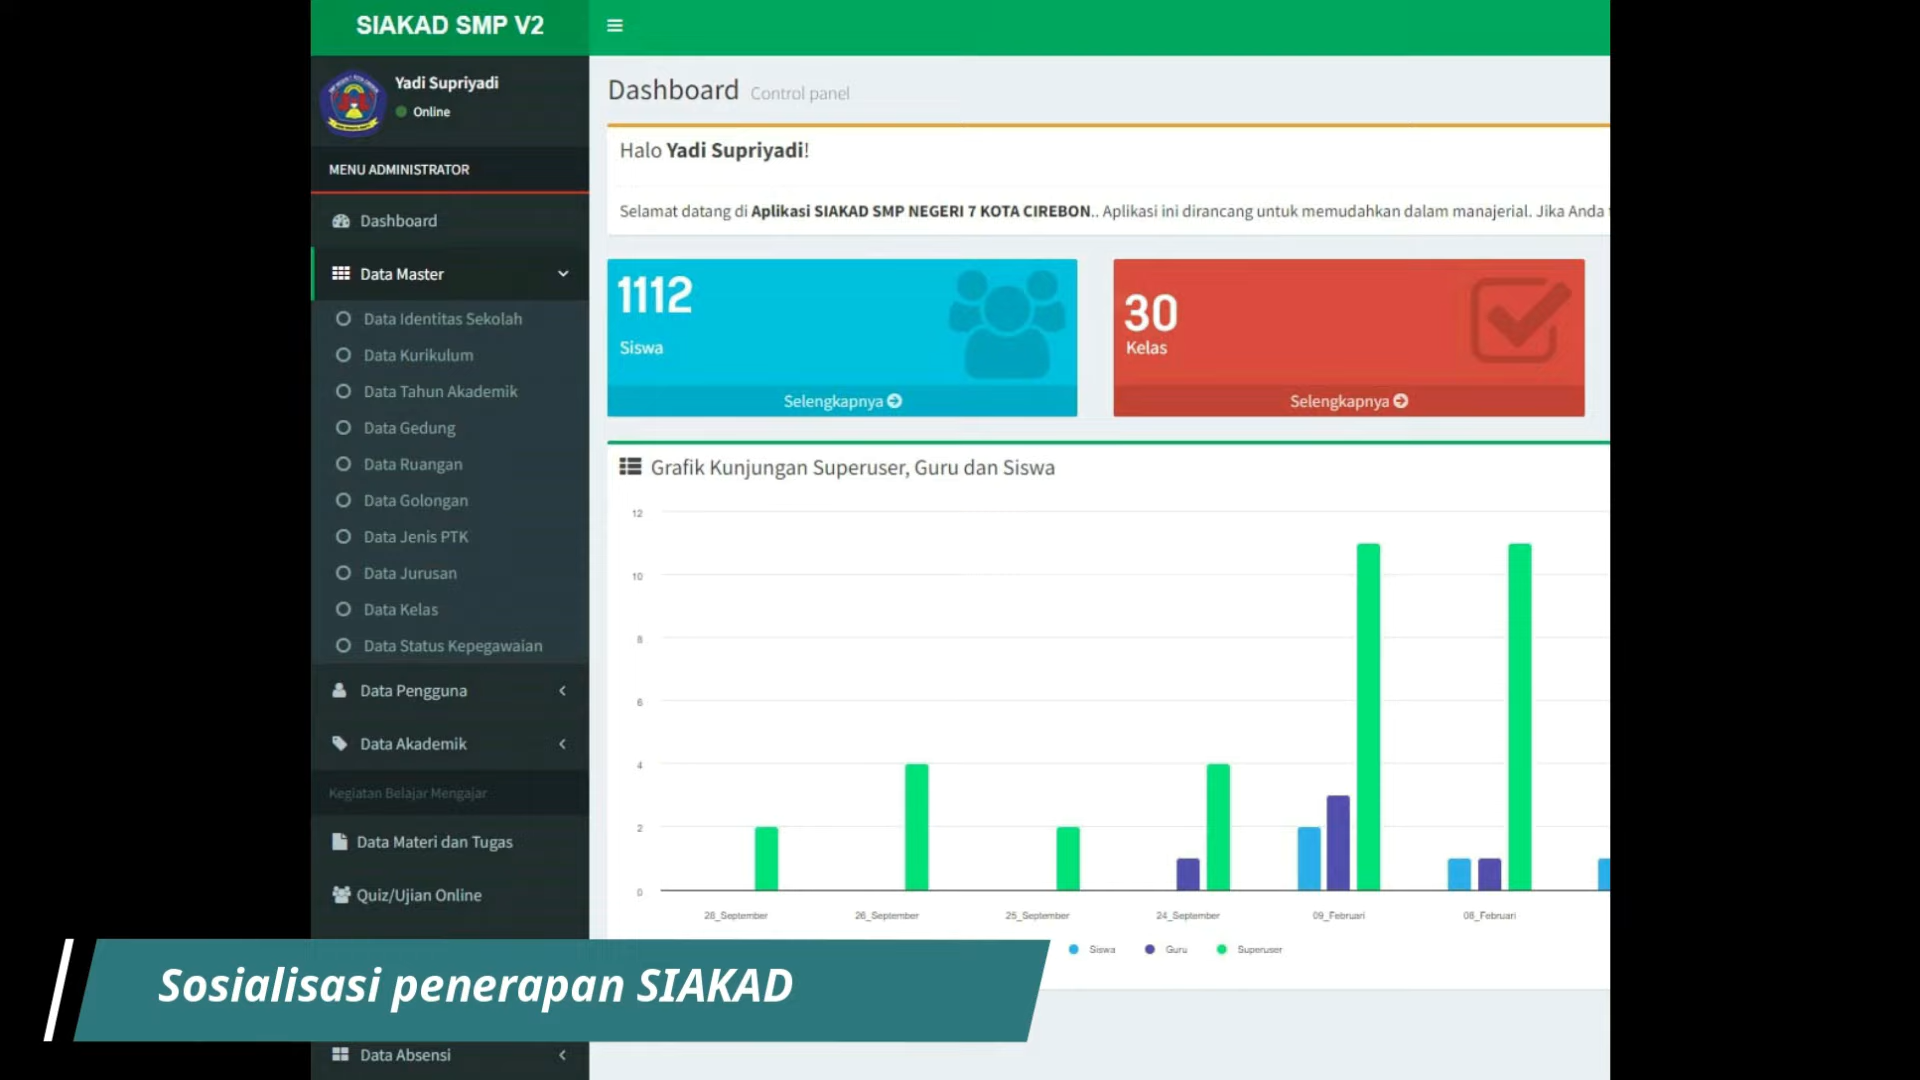 SIAKAD SMP V2
Yadi Supriyadi
Online
MENU ADMINISTRATOR
Dashboard
Data Master
Data Identitas Sekolah
Data Kurikulum
Data Tahun Akademik
Data Gedung
Data Ruangan
Data Golongan
Data Jenis PTK
Data Jurusan
Data Kelas
Data Status Kepegawaian
Data Pengguna
Data Akademik
Kegiatan Belajar Mengajar
Data Materi dan Tugas
Quiz/Ujian Online
Data Absensi
Dashboard Control panel
Halo Yadi Supriyadi!
Selamat datang di Aplikasi SIAKAD SMP NEGERI 7 KOTA CIREBON.. Aplikasi ini dirancang untuk memudahkan dalam manajerial. Jika Anda
1112
Siswa
Selengkapnya
30
Kelas
Selengkapnya
Grafik Kunjungan Superuser, Guru dan Siswa
12
10
8
6
4
2
0
28_September 26_September 25_September 24_September 09_Februari 08_Februari
Siswa Guru Superuser
Sosialisasi penerapan SIAKAD